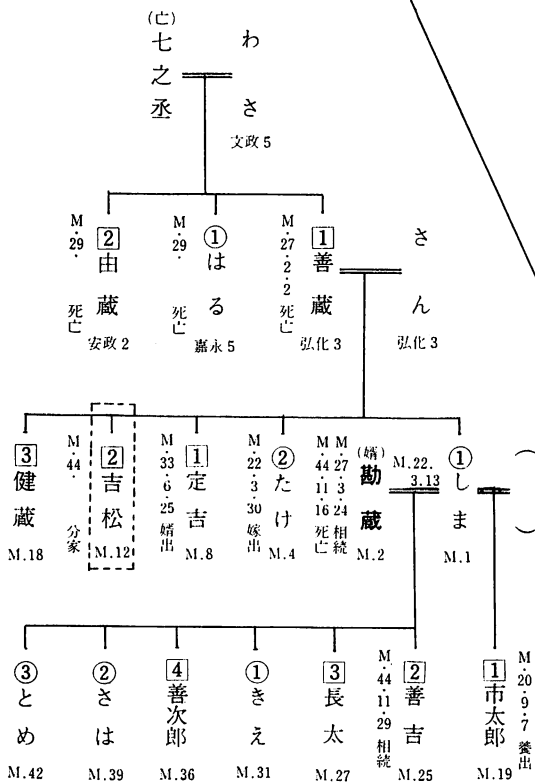 わさ
文政5
(亡)
七之丞
さん
弘化3
1 善蔵
弘化3
M・27・2・2 死亡
① はる
嘉永5
M・29・ 死亡
2 由蔵
安政2
M・29・ 死亡
① しま
M.1
M.22.3.13
(婿)
勘蔵
M.2
M・27・3・24 相続
M・44・11・16 死亡
② たけ
M.4
M・22・3・30 嫁出
1 定吉
M.8
M・33・6・25 婿出
2 吉松
M.12
M・44・ 分家
3 健蔵
M.18
M・20・9・7 養出
1 市太郎
M.19
2 善吉
M.25
M・44・11・29 相続
3 長太
M.27
① きえ
M.31
4 善次郎
M.36
② さは
M.39
③ とめ
M.42